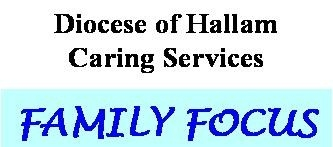 Diocese of Hallam
Caring Services
FAMILY FOCUS